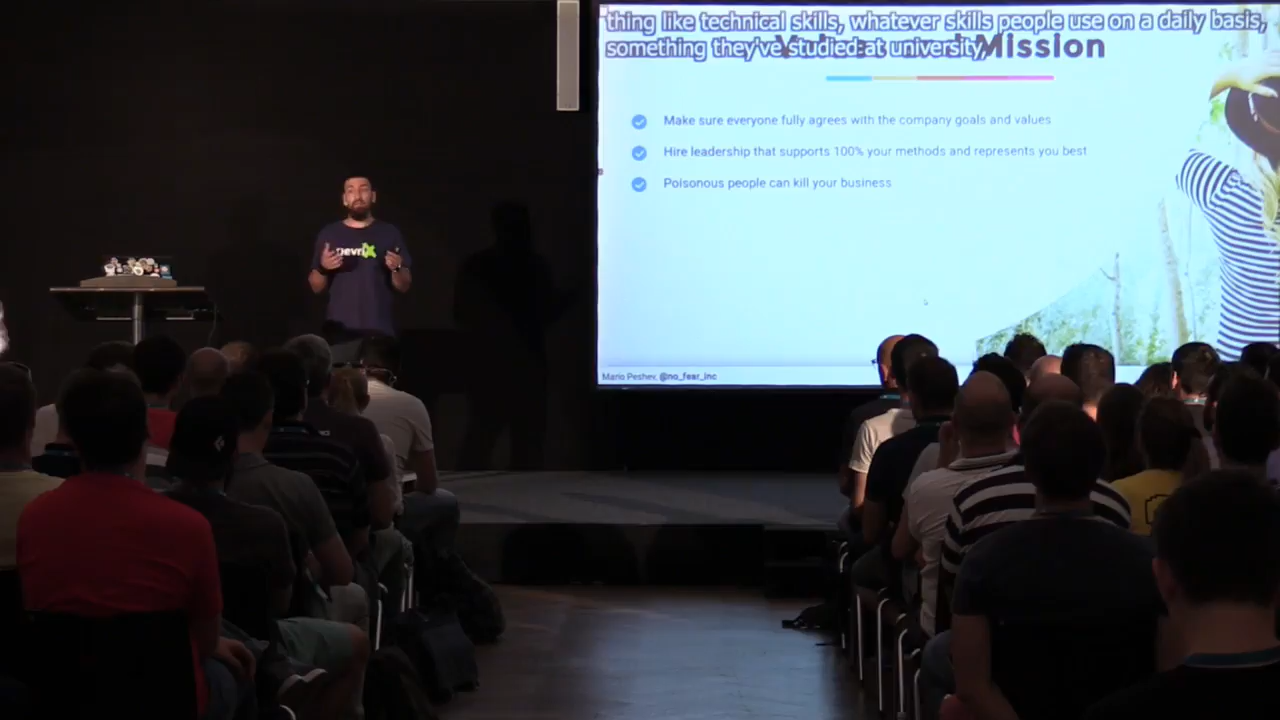 thing like technical skills, whatever skills people use on a daily basis,
something they've studied at university,
Mission
Make sure everyone fully agrees with the company goals and values
Hire leadership that supports 100% your methods and represents you best
Poisonous people can kill your business
Mario Peshev, @no_fear_inc